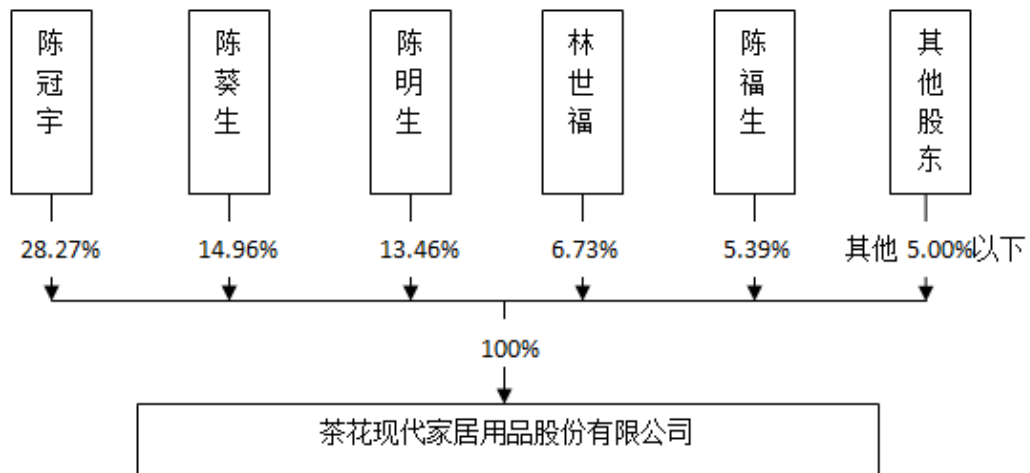 陈冠宇
陈葵生
陈明生
林世福
陈福生
其他股东
28.27%
14.96%
13.46%
6.73%
5.39%
其他 5.00%以下
100%
茶花现代家居用品股份有限公司